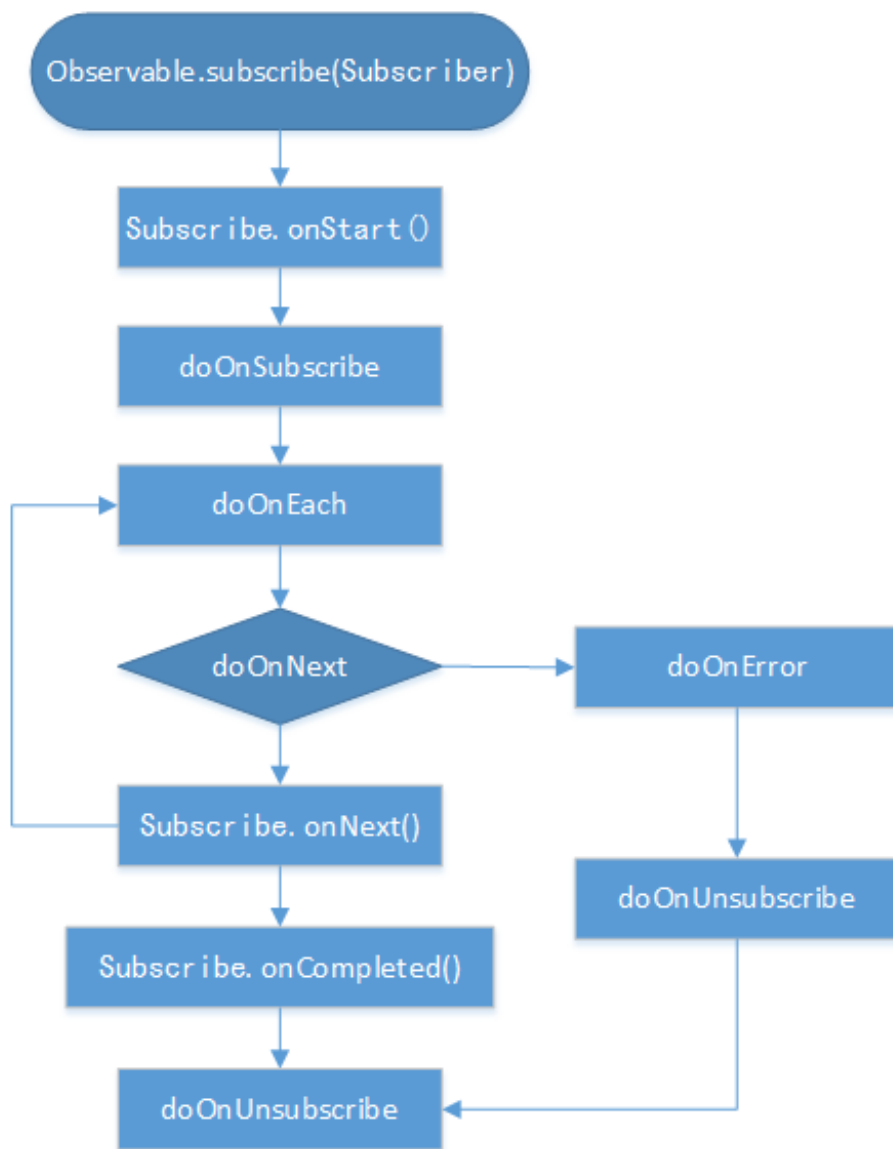 Observable.subscribe(Subscriber)
Subscribe.onStart()
doOnSubscribe
doOnEach
doOnNext
doOnError
Subscribe.onNext()
doOnUnsubscribe
Subscribe.onCompleted()
doOnUnsubscribe